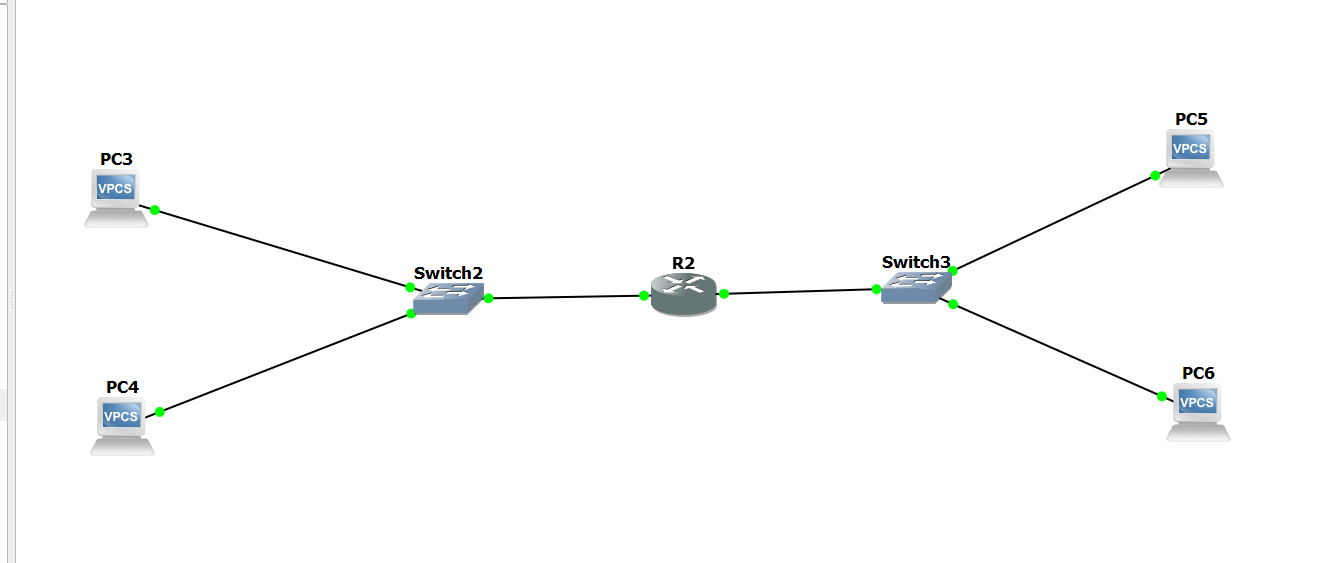 PC5
VPCS
PC3
VPCS
Switch2
R2
Switch3
PC4
VPCS
PC6
VPCS